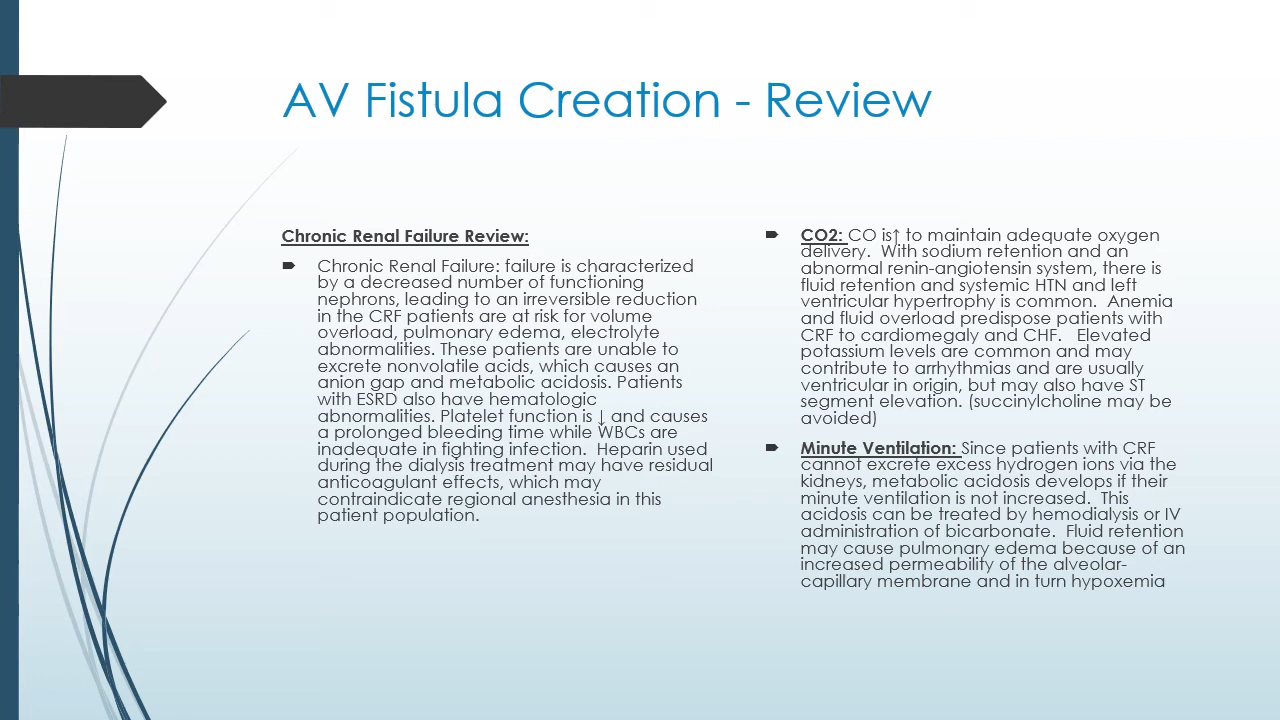 AV Fistula Creation - Review
Chronic Renal Failure Review:
Chronic Renal Failure: failure is characterized
by a decreased number of functioning
nephrons, leading to an irreversible reduction
in the CRF patients are at risk for volume
overload, pulmonary edema, electrolyte
abnormalities. These patients are unable to
excrete nonvolatile acids, which causes an
anion gap and metabolic acidosis. Patients
with ESRD also have hematologic
abnormalities. Platelet function is ↓ and causes
a prolonged bleeding time while WBCs are
inadequate in fighting infection.  Heparin used
during the dialysis treatment may have residual
anticoagulant effects, which may
contraindicate regional anesthesia in this
patient population.
CO2: CO is↑ to maintain adequate oxygen
delivery.  With sodium retention and an
abnormal renin-angiotensin system, there is
fluid retention and systemic HTN and left
ventricular hypertrophy is common.  Anemia
and fluid overload predispose patients with
CRF to cardiomegaly and CHF.   Elevated
potassium levels are common and may
contribute to arrhythmias and are usually
ventricular in origin, but may also have ST
segment elevation. (succinylcholine may be
avoided)
Minute Ventilation: Since patients with CRF
cannot excrete excess hydrogen ions via the
kidneys, metabolic acidosis develops if their
minute ventilation is not increased.  This
acidosis can be treated by hemodialysis or IV
administration of bicarbonate.  Fluid retention
may cause pulmonary edema because of an
increased permeability of the alveolar-
capillary membrane and in turn hypoxemia